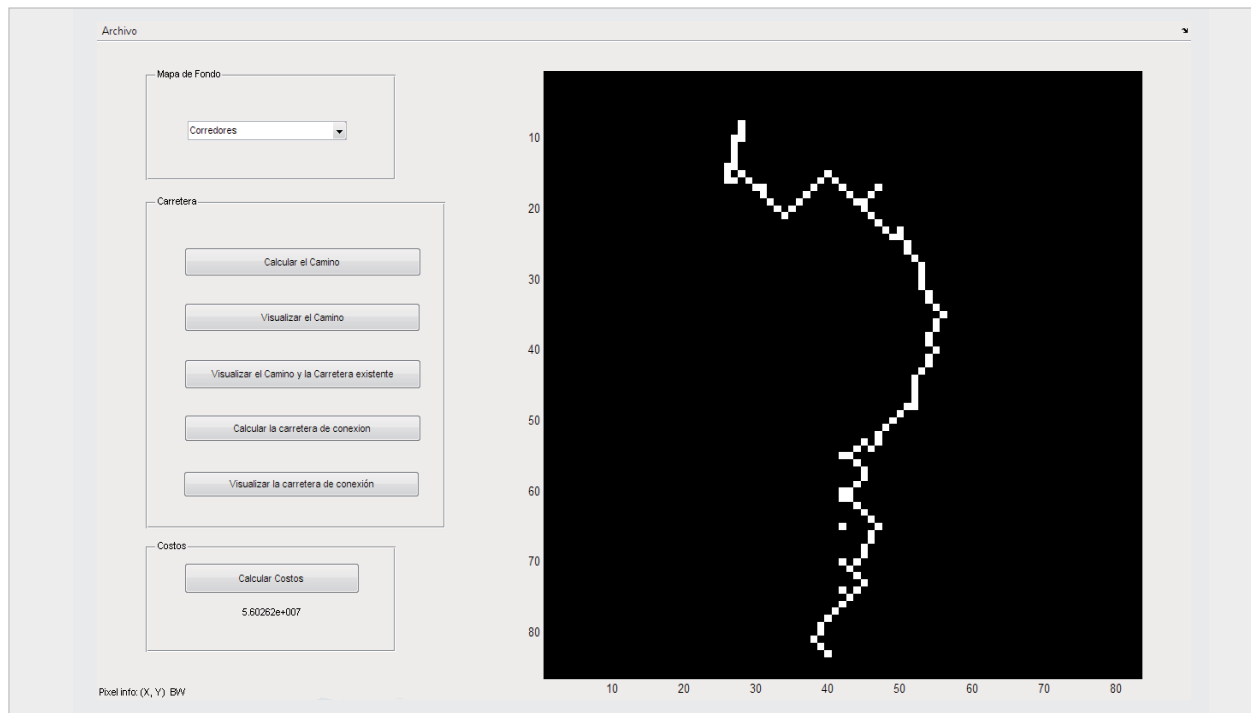 Archivo
Mapa de Fondo
Corredores
Carretera
Calcular el Camino
Visualizar el Camino
Visualizar el Camino y la Carretera existente
Calcular la carretera de conexion
Visualizar la carretera de conexión
Costos
Calcular Costos
5.60262e+007
Pixel info: (X, Y) BW
10
20
30
40
50
60
70
80
10 20 30 40 50 60 70 80